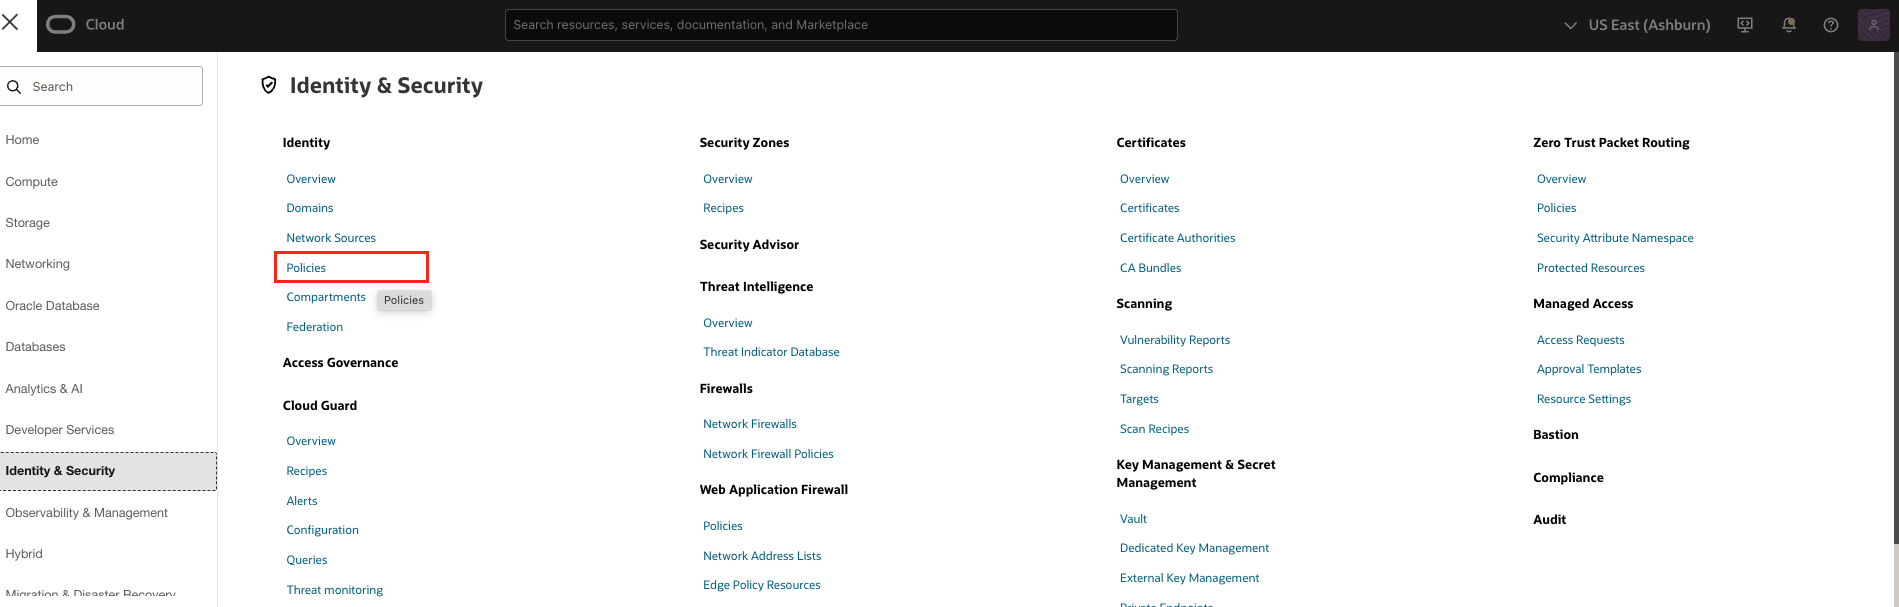 Cloud
Search resources, services, documentation, and Marketplace
US East (Ashburn)
Search
Home
Compute
Storage
Networking
Oracle Database
Databases
Analytics & AI
Developer Services
Identity & Security
Observability & Management
Hybrid
Migration & Disaster Recovery
Identity & Security
Identity
Overview
Domains
Network Sources
Policies
Compartments
Policies
Federation
Access Governance
Cloud Guard
Overview
Recipes
Alerts
Configuration
Queries
Threat monitoring
Security Zones
Overview
Recipes
Security Advisor
Threat Intelligence
Overview
Threat Indicator Database
Firewalls
Network Firewalls
Network Firewall Policies
Web Application Firewall
Policies
Network Address Lists
Edge Policy Resources
Certificates
Overview
Certificates
Certificate Authorities
CA Bundles
Scanning
Vulnerability Reports
Scanning Reports
Targets
Scan Recipes
Key Management & Secret
Management
Vault
Dedicated Key Management
External Key Management
Private Endpoints
Zero Trust Packet Routing
Overview
Policies
Security Attribute Namespace
Protected Resources
Managed Access
Access Requests
Approval Templates
Resource Settings
Bastion
Compliance
Audit